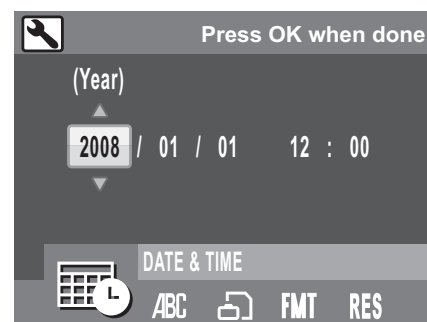 Press OK when done
(Year)
2008 / 01 / 01 12 : 00
DATE & TIME
ABC FMT RES